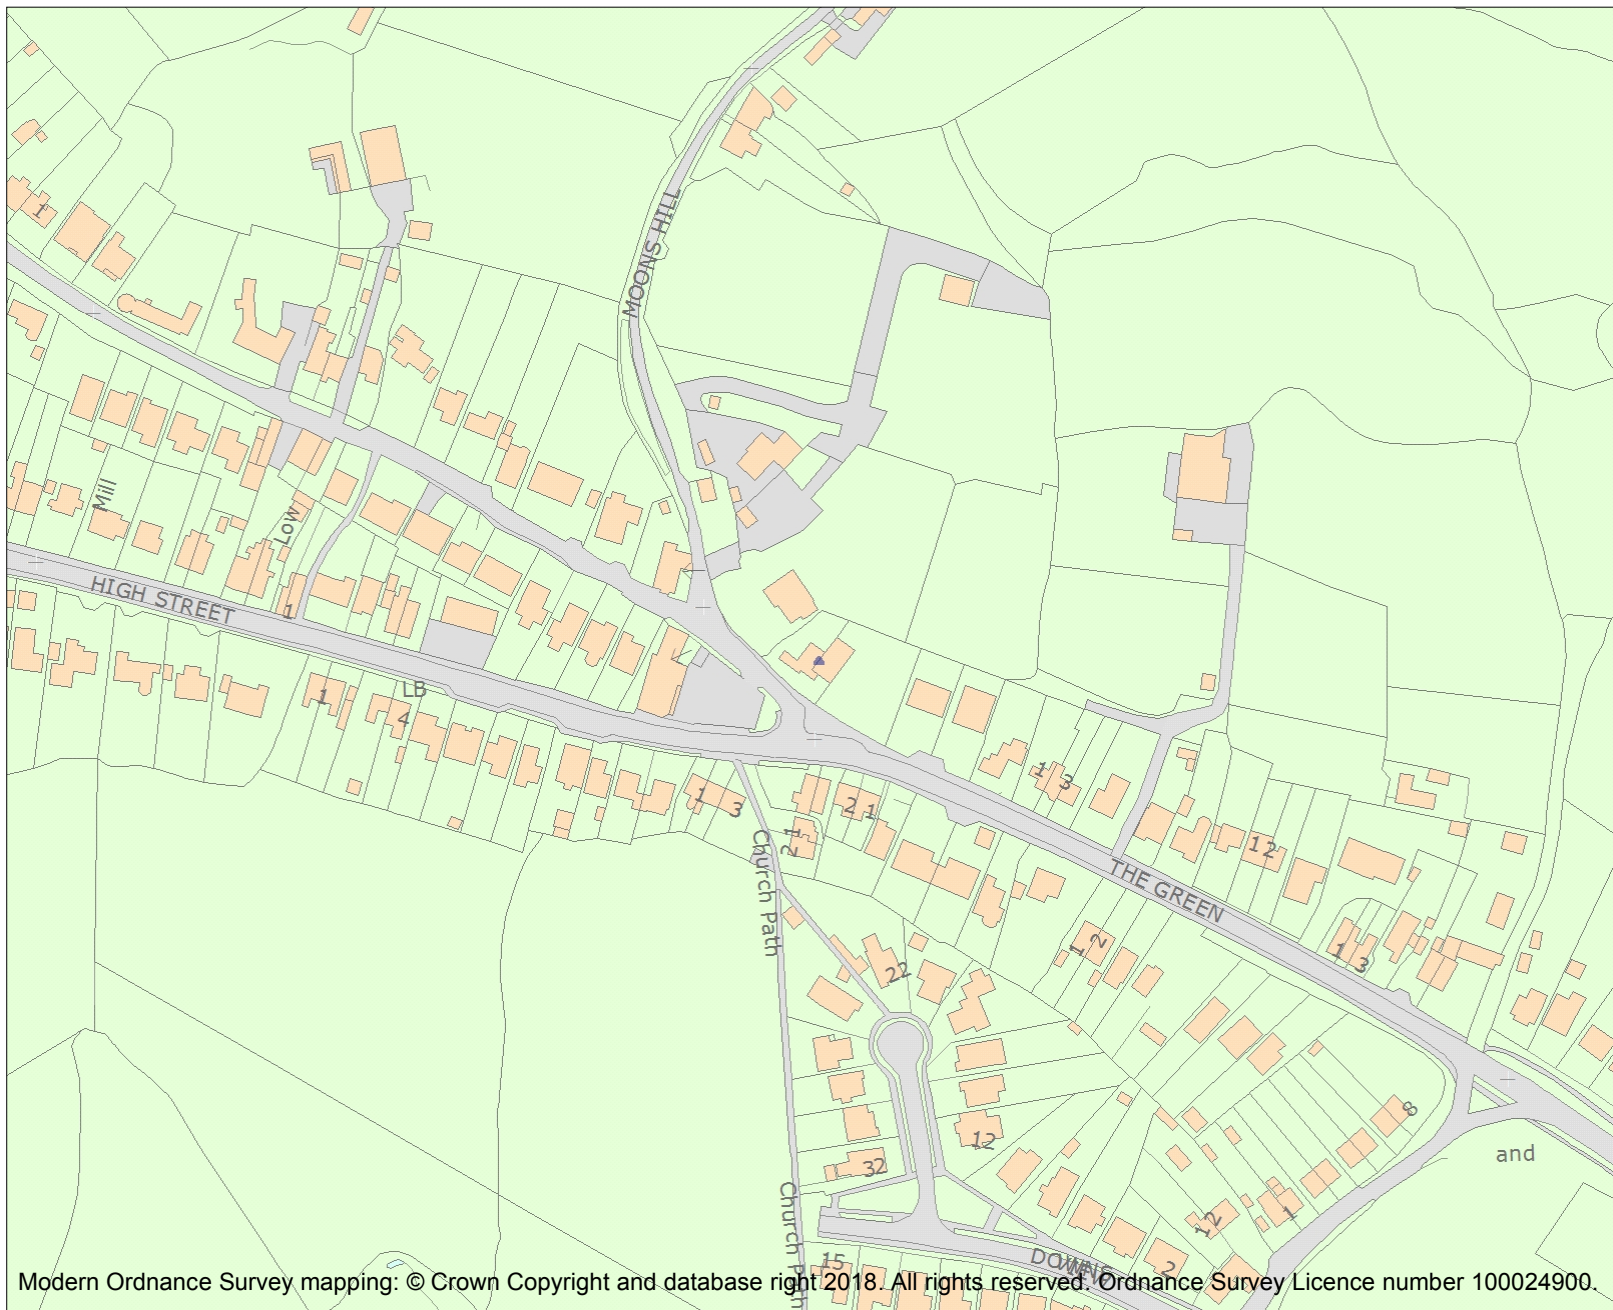 1
MOONS HILL
Mill
Low
HIGH STREET
1
LB
1
4
1
3
1
3
2 1
2 1
Church Path
THE GREEN
12
1
2
1
3
22
12
32
8
and
1
12
Church Path
15
2
Modern Ordnance Survey mapping: © Crown Copyright and database right 2018. All rights reserved. Ordnance Survey Licence number 100024900.